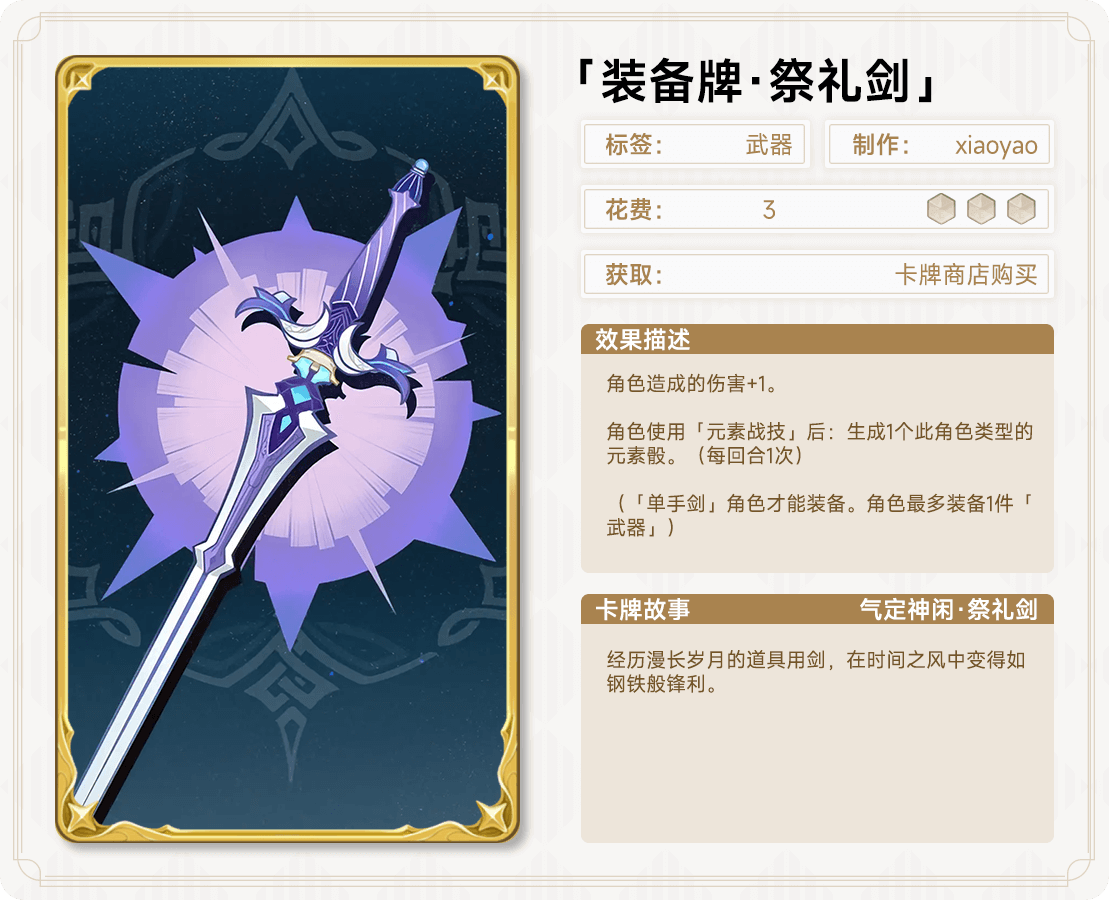 「装备牌·祭礼剑」
标签： 武器 制作： xiaoyao
花费： 3
获取： 卡牌商店购买
效果描述
角色造成的伤害+1。
角色使用「元素战技」后：生成1个此角色类型的
元素骰。（每回合1次）
（「单手剑」角色才能装备。角色最多装备1件「
武器」）
卡牌故事 气定神闲·祭礼剑
经历漫长岁月的道具用剑，在时间之风中变得如
钢铁般锋利。